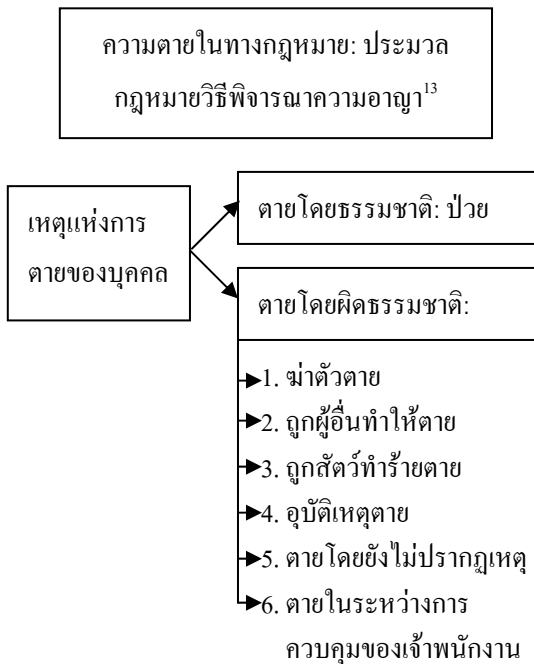 ความตายในทางกฎหมาย: ประมวล
กฎหมายวิธีพิจารณาความอาญา13
เหตุแห่งการ
ตายของบุคคล
ตายโดยธรรมชาติ: ป่วย
ตายโดยผิดธรรมชาติ:
1. ฆ่าตัวตาย
2. ถูกผู้อื่นทำให้ตาย
3. ถูกสัตว์ทำร้ายตาย
4. อุบัติเหตุตาย
5. ตายโดยยังไม่ปรากฏเหตุ
6. ตายในระหว่างการ
ควบคุมของเจ้าพนักงาน